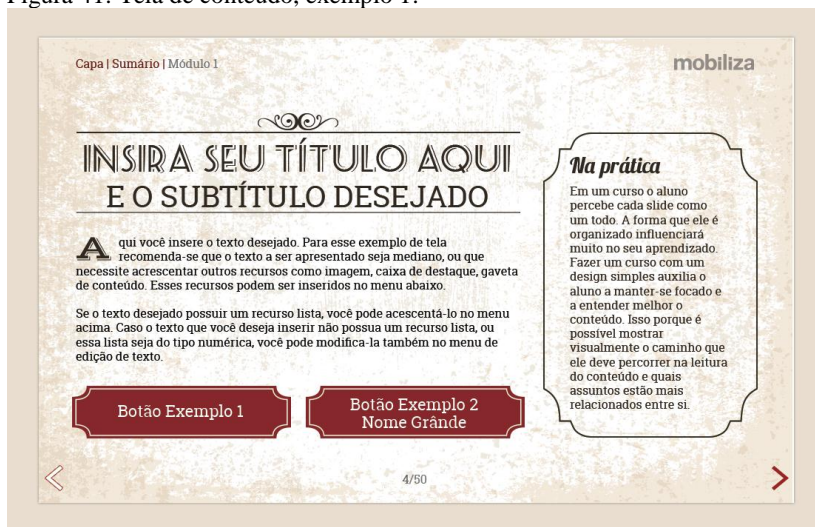 Figura 41: Tela de conteúdo, exemplo 1.
Capa | Sumário | Módulo 1
mobiliza
INSIRA SEU TÍTULO AQUI
E O SUBTÍTULO DESEJADO
Aqui você insere o texto desejado. Para esse exemplo de tela
recomenda-se que o texto a ser apresentado seja mediano, ou que
necessite acrescentar outros recursos como imagem, caixa de destaque, gaveta
de conteúdo. Esses recursos podem ser inseridos no menu abaixo.
Se o texto desejado possuir um recurso lista, você pode acescentá-lo no menu
acima. Caso o texto que você deseja inserir não possua um recurso lista, ou
essa lista seja do tipo numérica, você pode modifica-la também no menu de
edição de texto.
Botão Exemplo 1
Botão Exemplo 2
Nome Grânde
Na prática
Em um curso o aluno
percebe cada slide como
um todo. A forma que ele é
organizado influenciará
muito no seu aprendizado.
Fazer um curso com um
design simples auxilia o
aluno a manter-se focado e
a entender melhor o
conteúdo. Isso porque é
possível mostrar
visualmente o caminho que
ele deve percorrer na leitura
do conteúdo e quais
assuntos estão mais
relacionados entre si.
4/50